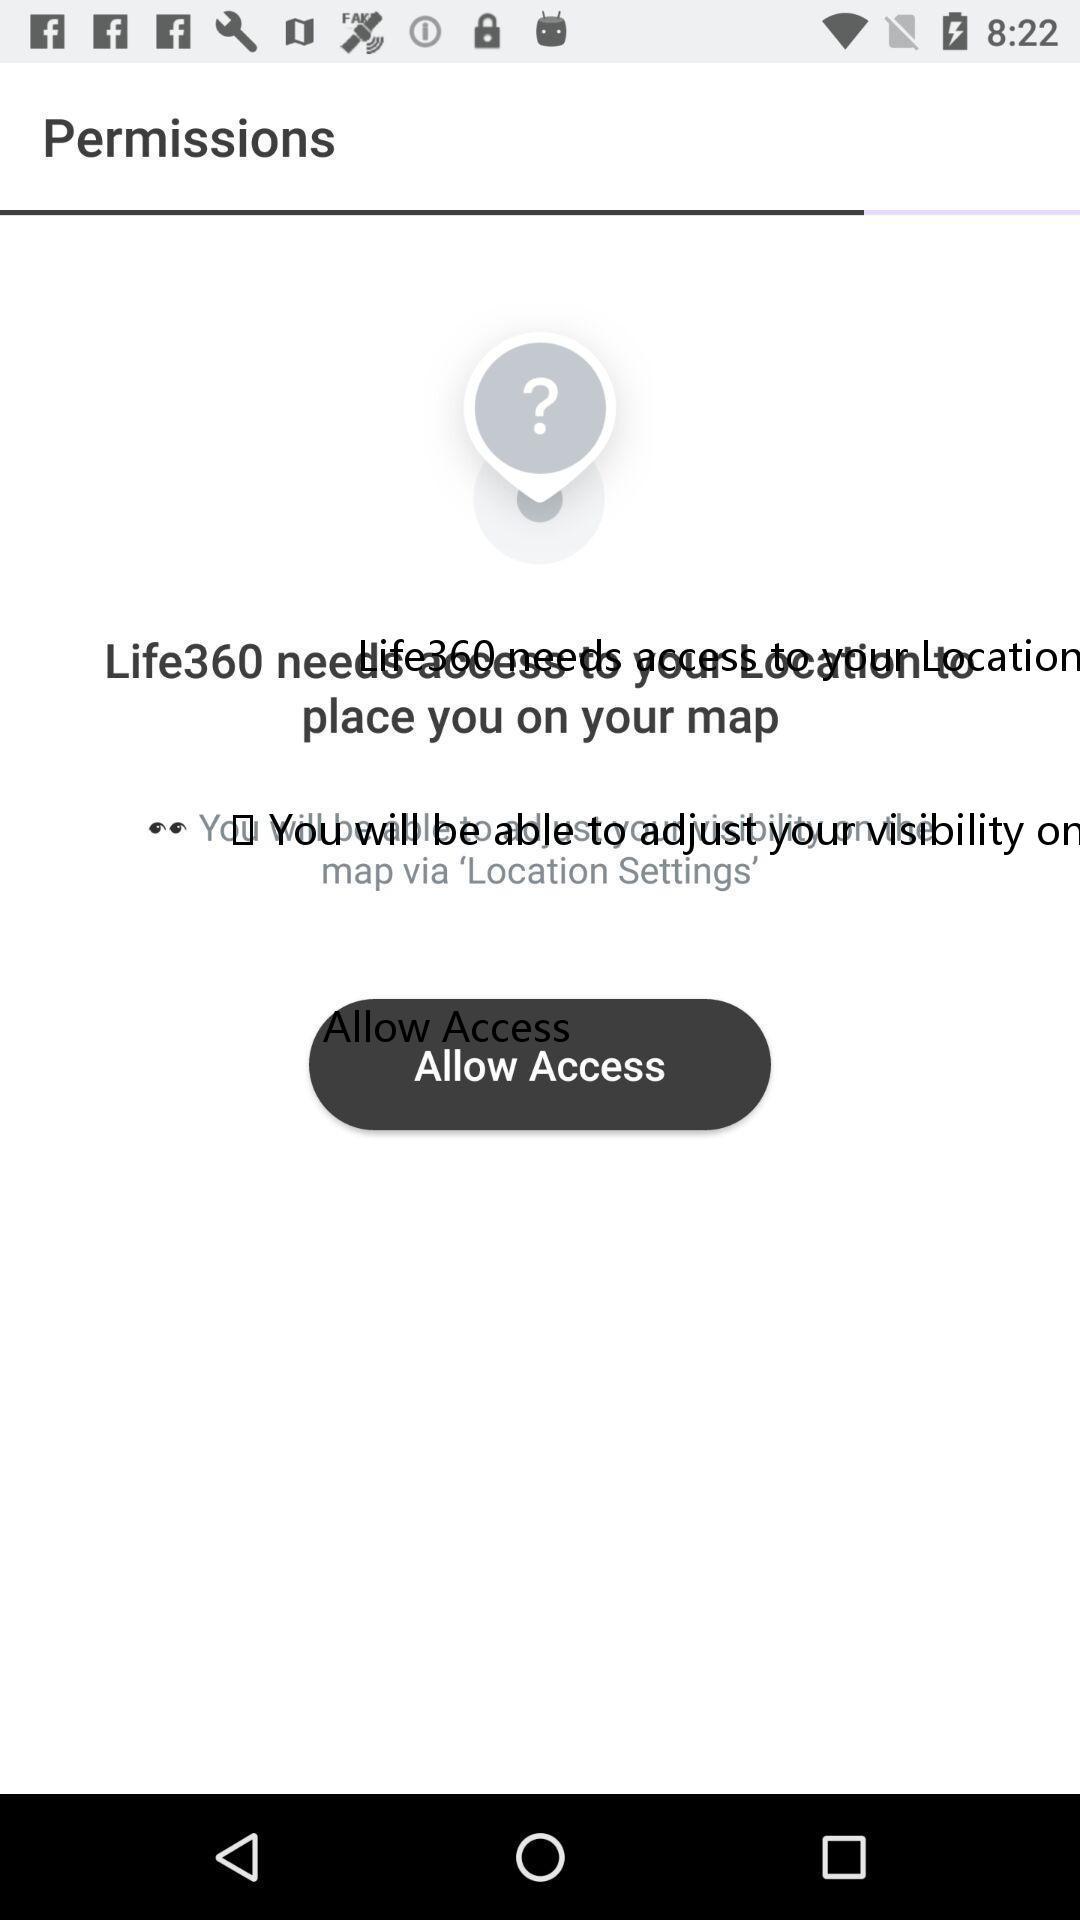 FAKE
8:22
Permissions
?
Life360 needs access to your Location to
Life360 needs access to your Location
place you on your map
👀 You will be able to adjust your visibility on the
You will be able to adjust your visibility on
map via ‘Location Settings’
Allow Access
Allow Access